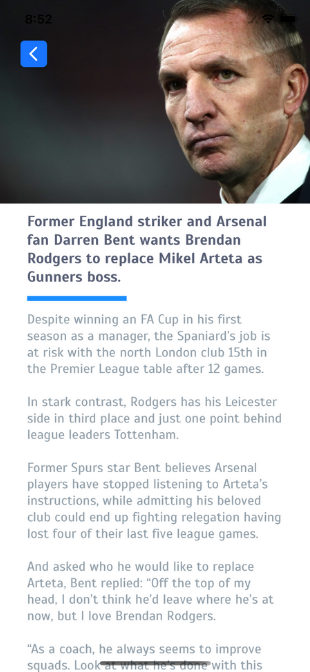 8:52
Former England striker and Arsenal
fan Darren Bent wants Brendan
Rodgers to replace Mikel Arteta as
Gunners boss.
Despite winning an FA Cup in his first
season as a manager, the Spaniard's job is
at risk with the north London club 15th in
the Premier League table after 12 games.
In stark contrast, Rodgers has his Leicester
side in third place and just one point behind
league leaders Tottenham.
Former Spurs star Bent believes Arsenal
players have stopped listening to Arteta's
instructions, while admitting his beloved
club could end up fighting relegation having
lost four of their last five league games.
And asked who he would like to replace
Arteta, Bent replied: “Off the top of my
head, I don't think he'd leave where he's at
now, but I love Brendan Rodgers.
“As a coach, he always seems to improve
squads. Look at what he's done with this